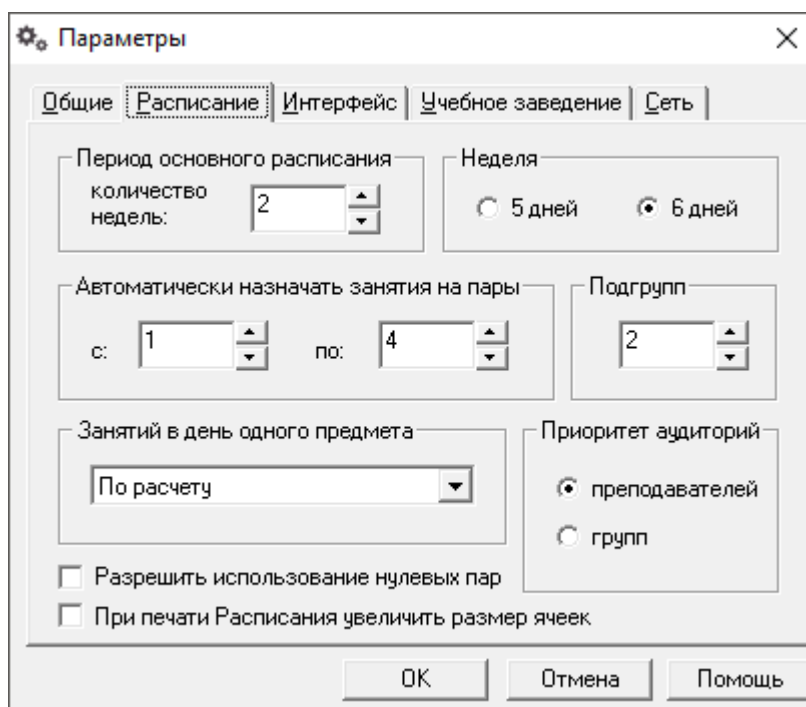 Параметры
Общие Расписание Интерфейс Учебное заведение Сеть
Период основного расписания
количество
недель:
2
Неделя
5 дней 6 дней
Автоматически назначать занятия на пары
с: 1 по: 4
Подгрупп
2
Занятий в день одного предмета
По расчету
Приоритет аудиторий
преподавателей
групп
Разрешить использование нулевых пар
При печати Расписания увеличить размер ячеек
OK Отмена Помощь